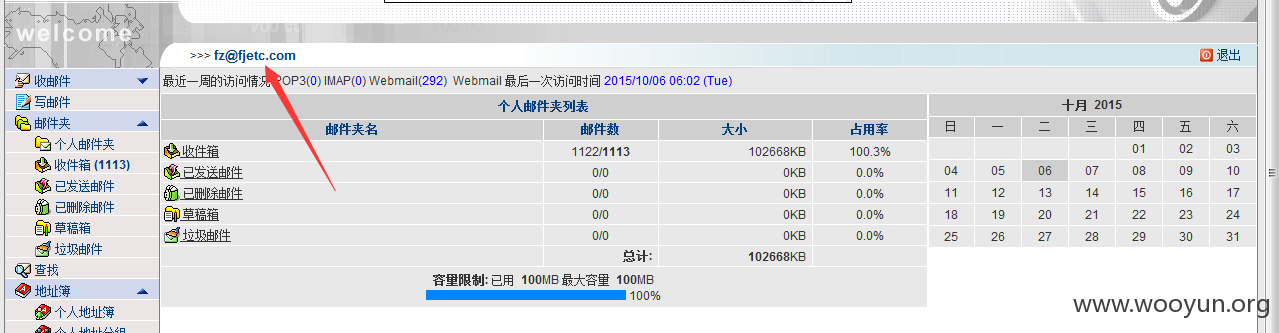 welcome
>>> fz@fjetc.com
退出
收邮件
写邮件
邮件夹
个人邮件夹
收件箱 (1113)
已发送邮件
已删除邮件
草稿箱
垃圾邮件
查找
地址簿
个人地址簿
个人地址分组
最近一周的访问情况 POP3(0) IMAP(0) Webmail(292) Webmail 最后一次访问时间 2015/10/06 06:02 (Tue)
个人邮件夹列表
邮件夹名 邮件数 大小 占用率
收件箱 1122/1113 102668KB 100.3%
已发送邮件 0/0 0KB 0.0%
已删除邮件 0/0 0KB 0.0%
草稿箱 0/0 0KB 0.0%
垃圾邮件 0/0 0KB 0.0%
总计: 102668KB
容量限制: 已用 100MB 最大容量 100MB
100%
十月 2015
日 一 二 三 四 五 六
01 02 03
04 05 06 07 08 09 10
11 12 13 14 15 16 17
18 19 20 21 22 23 24
25 26 27 28 29 30 31
www.wooyun.org